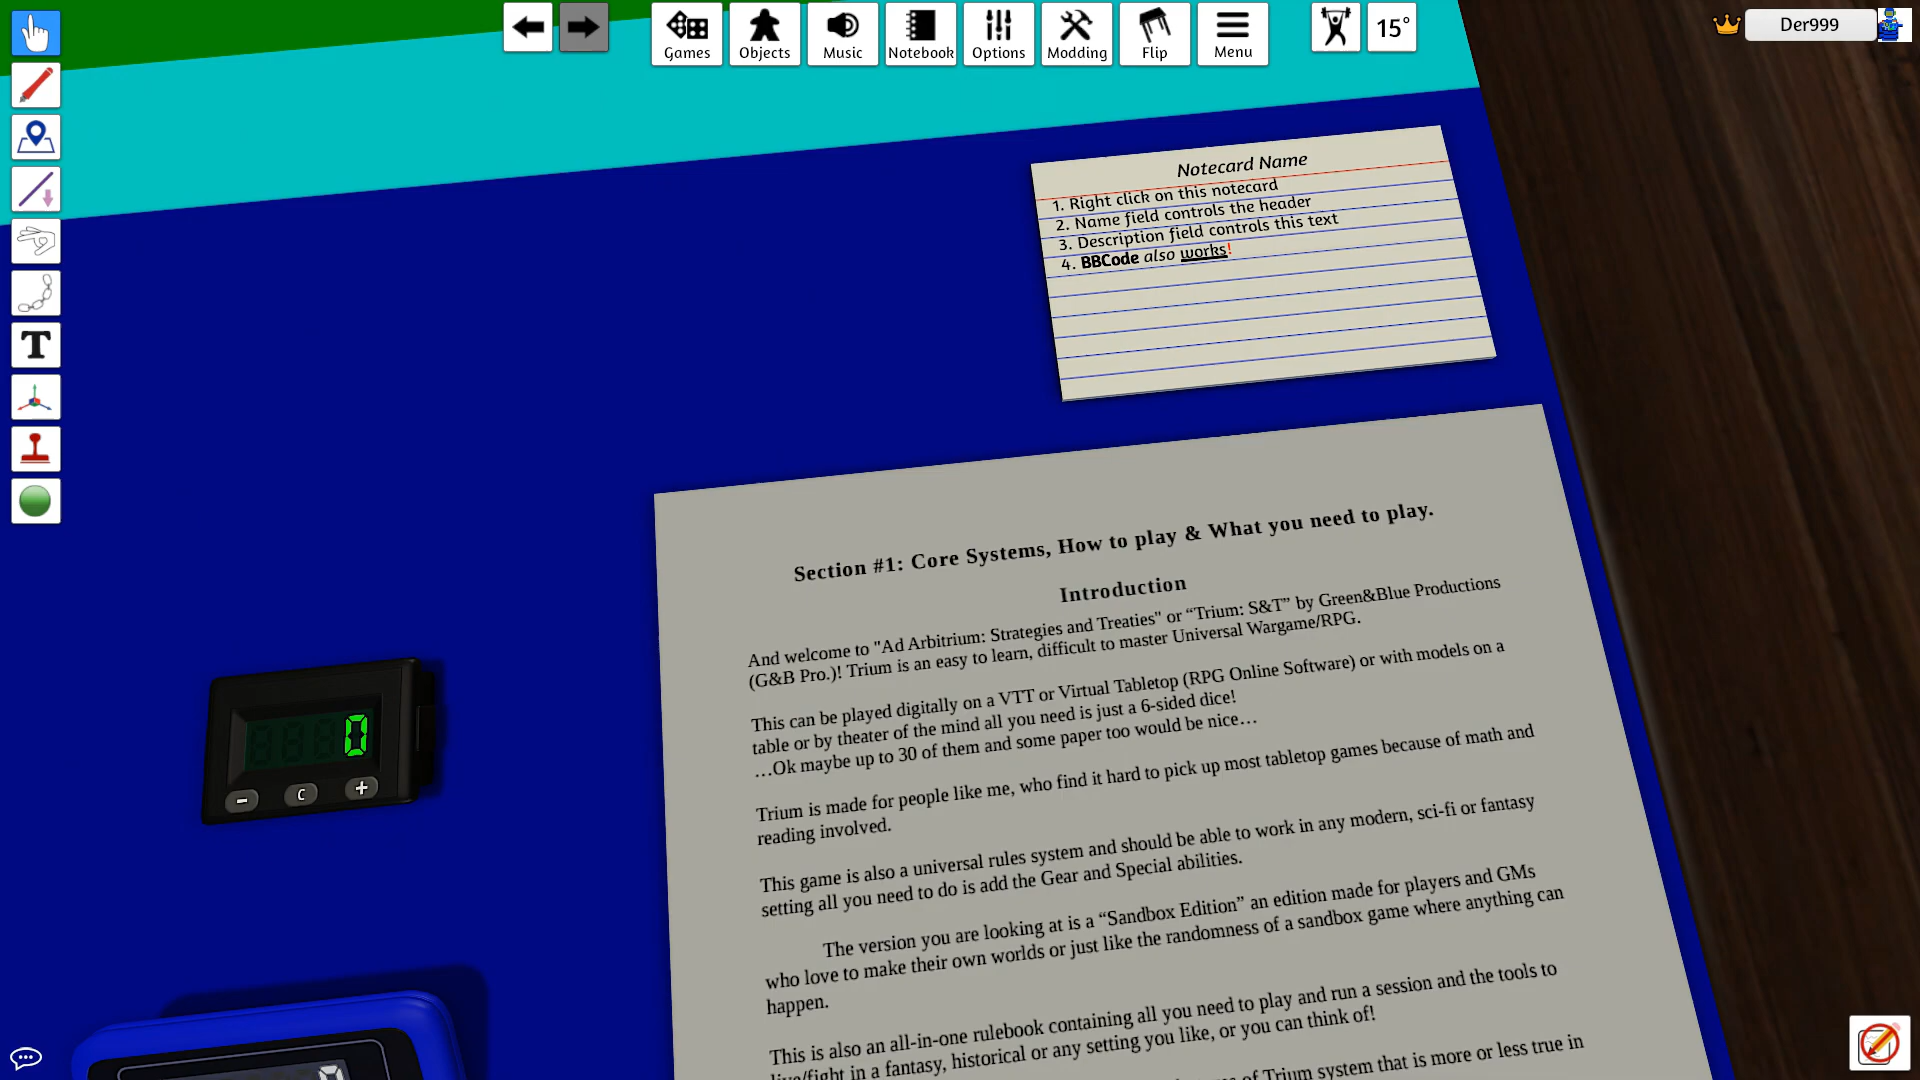 Games
Objects
Music
Notebook
Options
Modding
Flip
Menu
15°
Der999
Notecard Name
1. Right click on this notecard
2. Name field controls the header
3. Description field controls this text
4. BBCode also works!
Section #1: Core Systems, How to play & What you need to play.
Introduction
And welcome to "Ad Arbitrium: Strategies and Treaties" or “Trium: S&T” by Green&Blue Productions
(G&B Pro.)! Trium is an easy to learn, difficult to master Universal Wargame/RPG.
This can be played digitally on a VTT or Virtual Tabletop (RPG Online Software) or with models on a
table or by theater of the mind all you need is just a 6-sided dice!
…Ok maybe up to 30 of them and some paper too would be nice…
Trium is made for people like me, who find it hard to pick up most tabletop games because of math and
reading involved.
This game is also a universal rules system and should be able to work in any modern, sci-fi or fantasy
setting all you need to do is add the Gear and Special abilities.
The version you are looking at is a “Sandbox Edition” an edition made for players and GMs
who love to make their own worlds or just like the randomness of a sandbox game where anything can
happen.
This is also an all-in-one rulebook containing all you need to play and run a session and the tools to
live/fight in a fantasy, historical or any setting you like, or you can think of!
of Trium system that is more or less true in
T
0
- C +
0